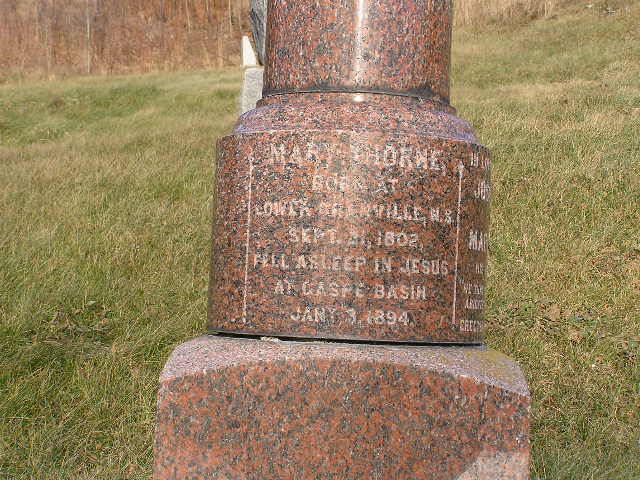 MARY THORNE,
BORN AT
LOWER GRANVILLE, N.S.
SEPT. 21, 1802,
FELL ASLEEP IN JESUS
AT GASPE BASIN
JANY. 3, 1894.